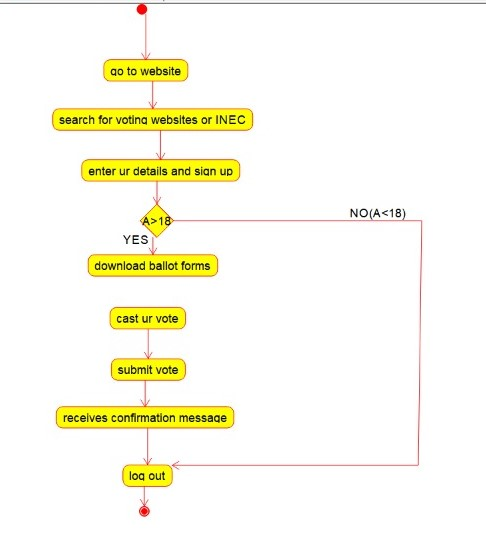 go to website
search for voting websites or INEC
enter ur details and sign up
A>18
NO(A<18)
YES
download ballot forms
cast ur vote
submit vote
receives confirmation message
log out